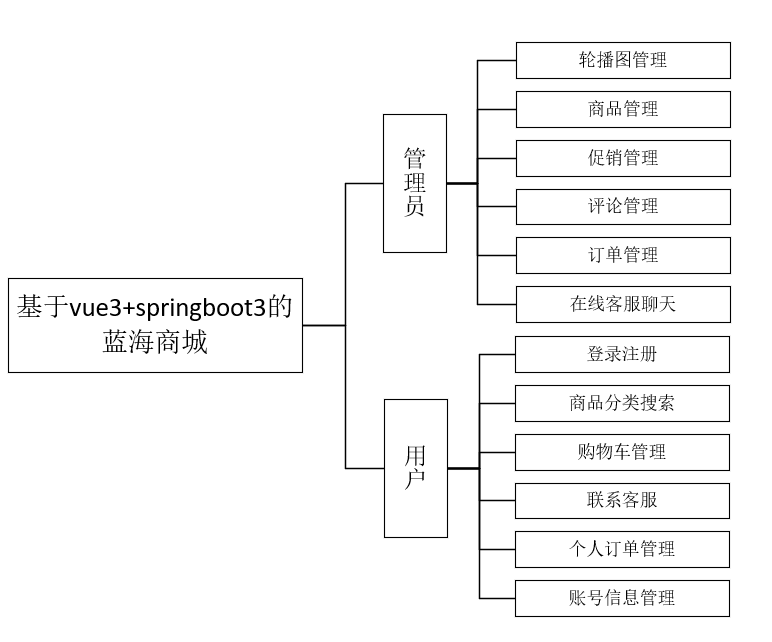 基于vue3+springboot3的
蓝海商城
管理员
轮播图管理
商品管理
促销管理
评论管理
订单管理
在线客服聊天
用户
登录注册
商品分类搜索
购物车管理
联系客服
个人订单管理
账号信息管理